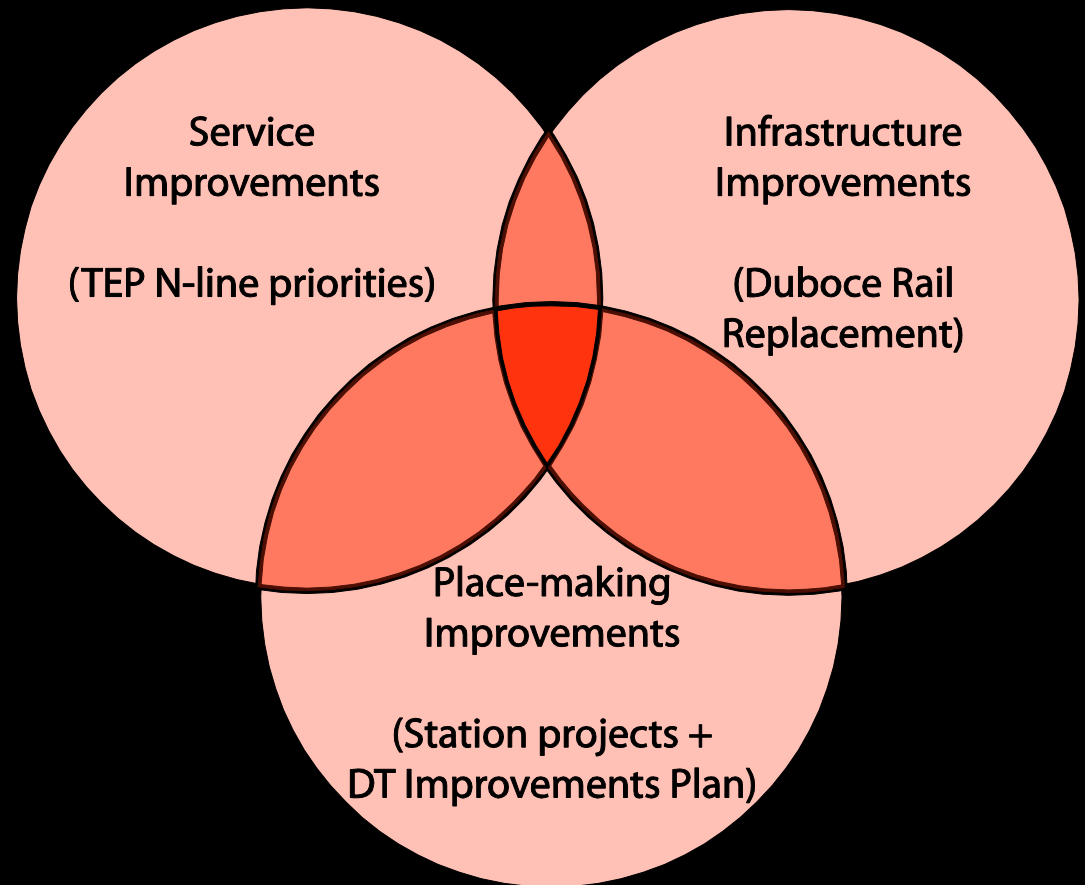 Service
Improvements
(TEP N-line priorities)
Infrastructure
Improvements
(Duboce Rail
Replacement)
Place-making
Improvements
(Station projects +
DT Improvements Plan)